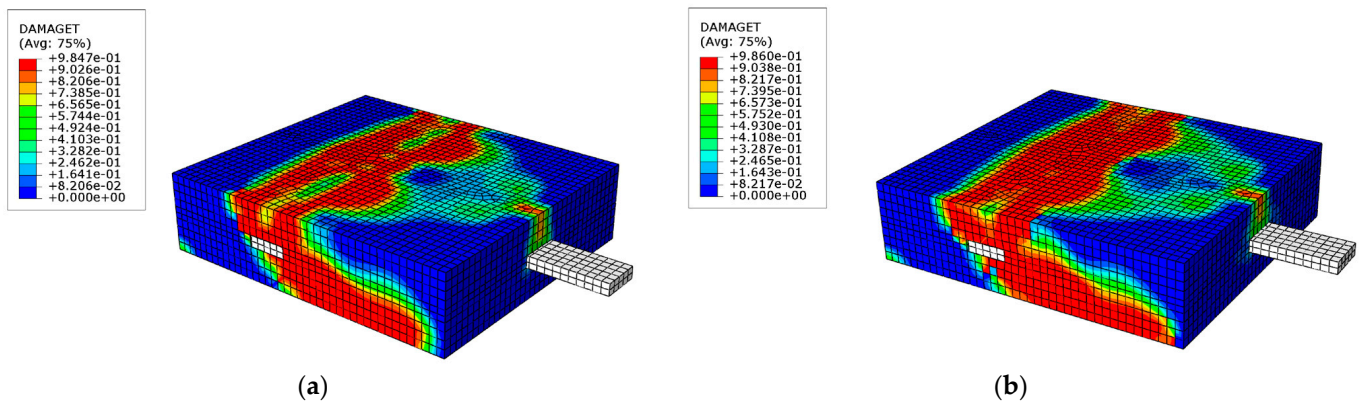 DAMAGET
(Avg: 75%)
+9.847e-01
+9.026e-01
+8.206e-01
+7.385e-01
+6.565e-01
+5.744e-01
+4.924e-01
+4.103e-01
+3.282e-01
+2.462e-01
+1.641e-01
+8.206e-02
+0.000e+00
(a)
DAMAGET
(Avg: 75%)
+9.860e-01
+9.038e-01
+8.217e-01
+7.395e-01
+6.573e-01
+5.752e-01
+4.930e-01
+4.108e-01
+3.287e-01
+2.465e-01
+1.643e-01
+8.217e-02
+0.000e+00
(b)